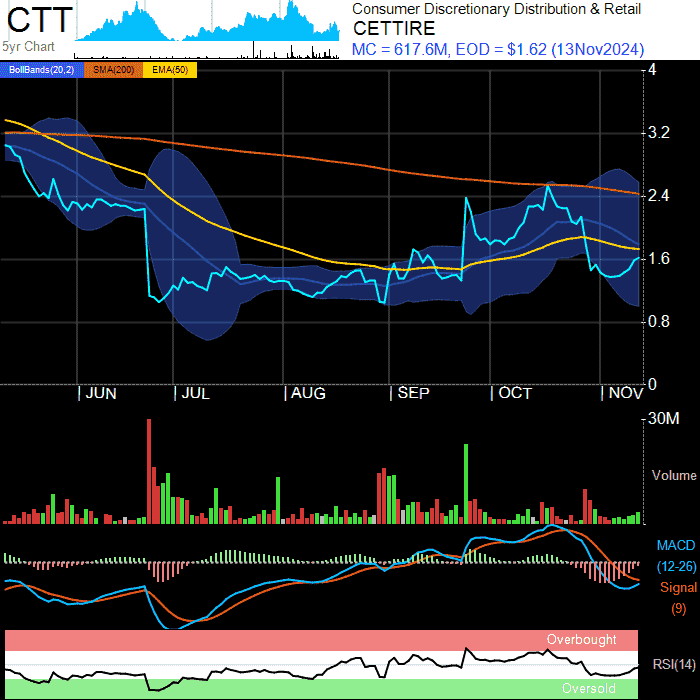 CTT
5yr Chart
Consumer Discretionary Distribution & Retail
CETTIRE
MC = 617.6M, EOD = $1.62 (13Nov2024)
BollBands(20,2) SMA(200) EMA(50)
4
3.2
2.4
1.6
0.8
0
JUN JUL AUG SEP OCT NOV
30M
Volume
MACD
(12-26)
Signal
(9)
Overbought
RSI(14)
Oversold